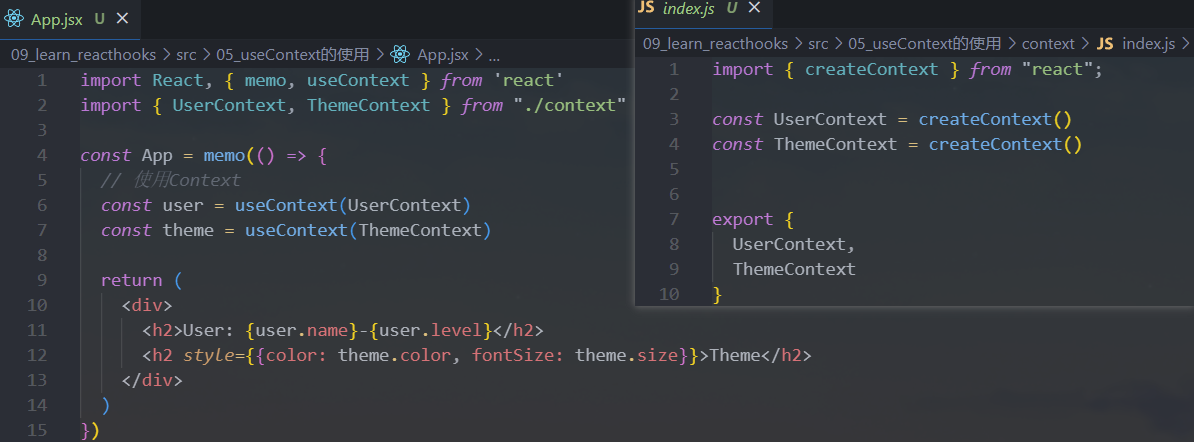 App.jsx U ×
09_learn_reacthooks > src > 05_useContext的使用 > App.jsx > ...
1 import React, { memo, useContext } from 'react'
2 import { UserContext, ThemeContext } from "./context"
3
4 const App = memo(() => {
5 // 使用Context
6 const user = useContext(UserContext)
7 const theme = useContext(ThemeContext)
8
9 return (
10 <div>
11 <h2>User: {user.name}-{user.level}</h2>
12 <h2 style={{color: theme.color, fontSize: theme.size}}>Theme</h2>
13 </div>
14 )
15 })
JS index.js U ×
09_learn_reacthooks > src > 05_useContext的使用 > context > JS index.js >
1 import { createContext } from "react";
2
3 const UserContext = createContext()
4 const ThemeContext = createContext()
5
6
7 export {
8 UserContext,
9 ThemeContext
10 }